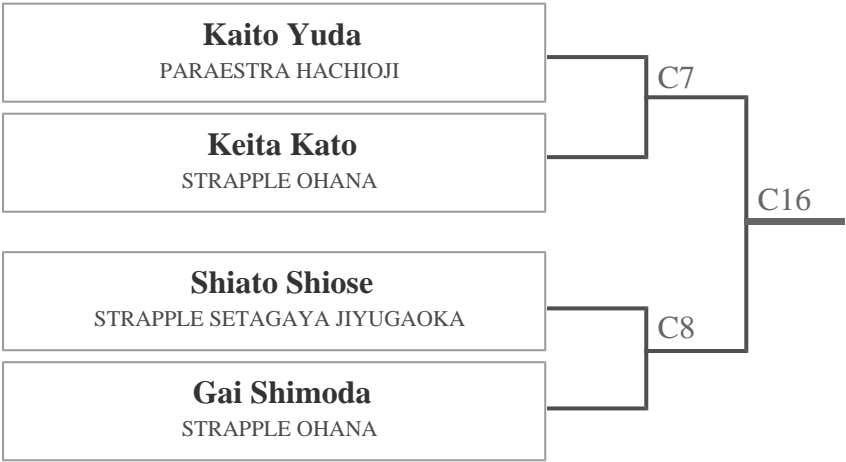 Kaito Yuda
PARAESTRA HACHIOJI
C7
Keita Kato
STRAPPLE OHANA
C16
Shiato Shiose
STRAPPLE SETAGAYA JIYUGAOKA
C8
Gai Shimoda
STRAPPLE OHANA